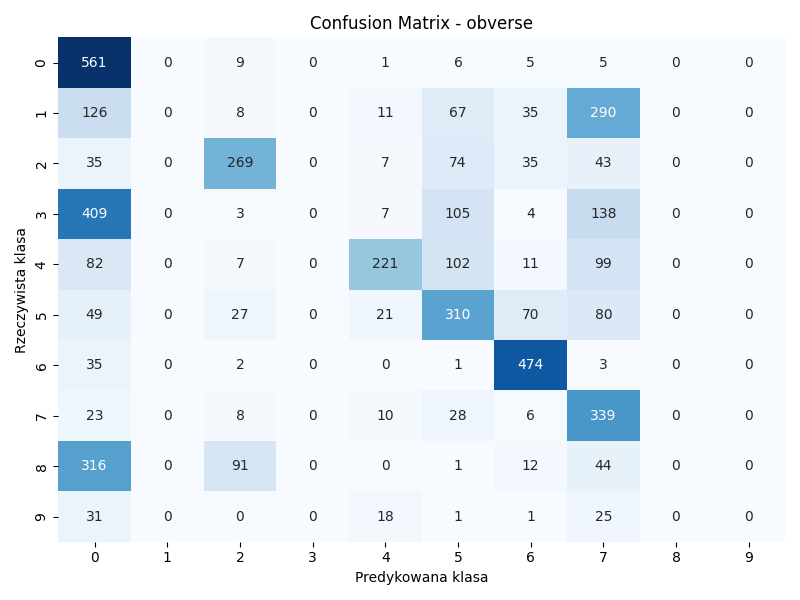 Confusion Matrix - obverse
0 561 0 9 0 1 6 5 5 0 0
1 126 0 8 0 11 67 35 290 0 0
2 35 0 269 0 7 74 35 43 0 0
3 409 0 3 0 7 105 4 138 0 0
4 82 0 7 0 221 102 11 99 0 0
5 49 0 27 0 21 310 70 80 0 0
6 35 0 2 0 0 1 474 3 0 0
7 23 0 8 0 10 28 6 339 0 0
8 316 0 91 0 0 1 12 44 0 0
9 31 0 0 0 18 1 1 25 0 0
Rzeczywista klasa
0 1 2 3 4 5 6 7 8 9
Predykowana klasa